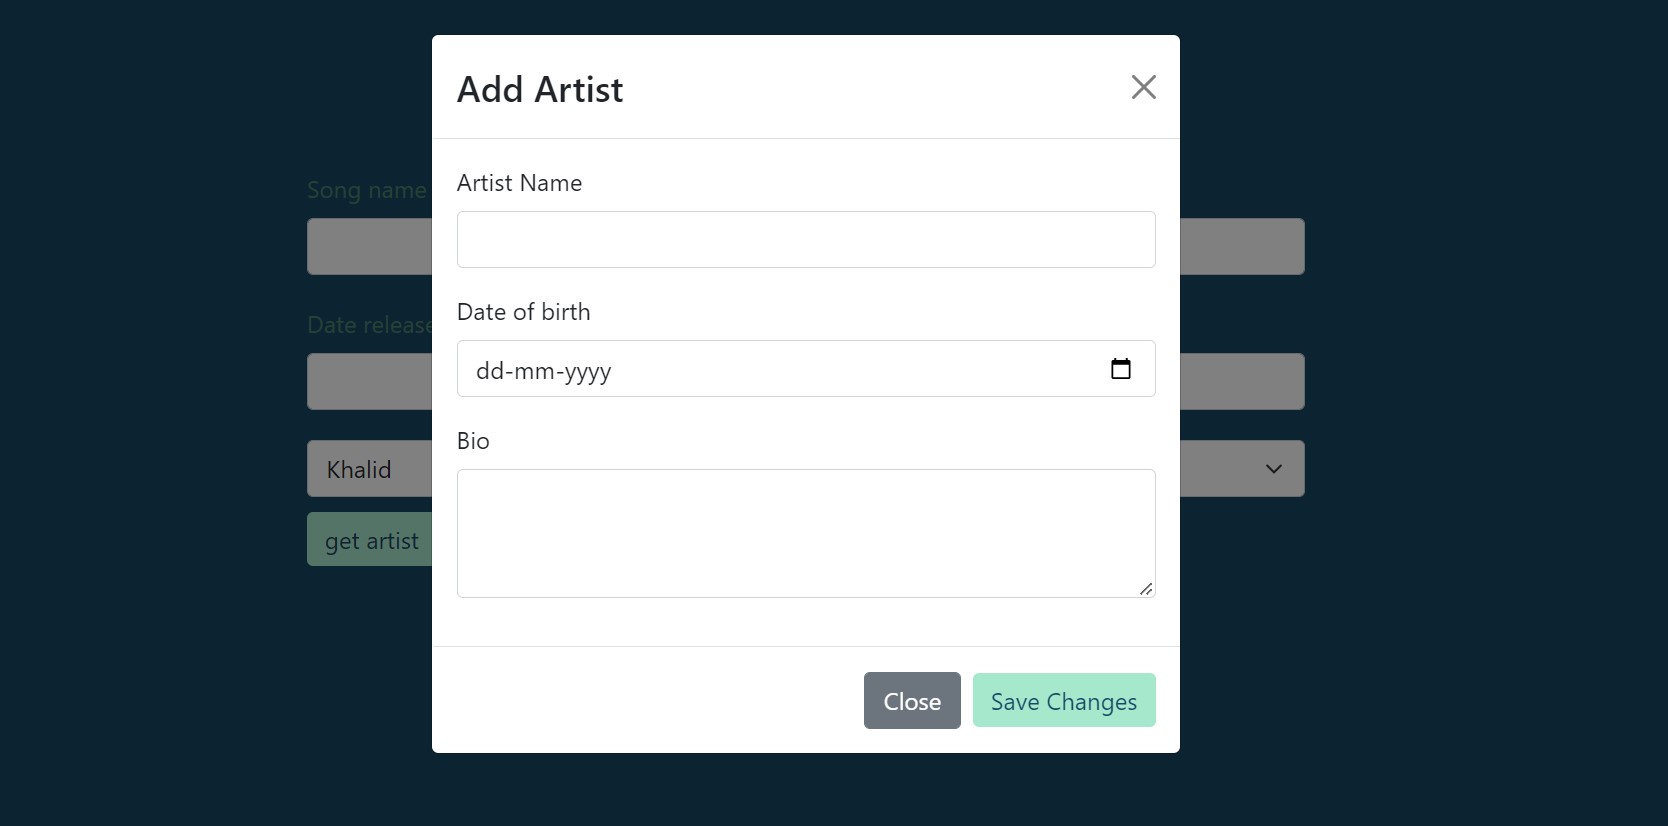 Add Artist
Artist Name
Song name
Date of birth
Date release
dd-mm-yyyy
Bio
Khalid
get artist
Close
Save Changes